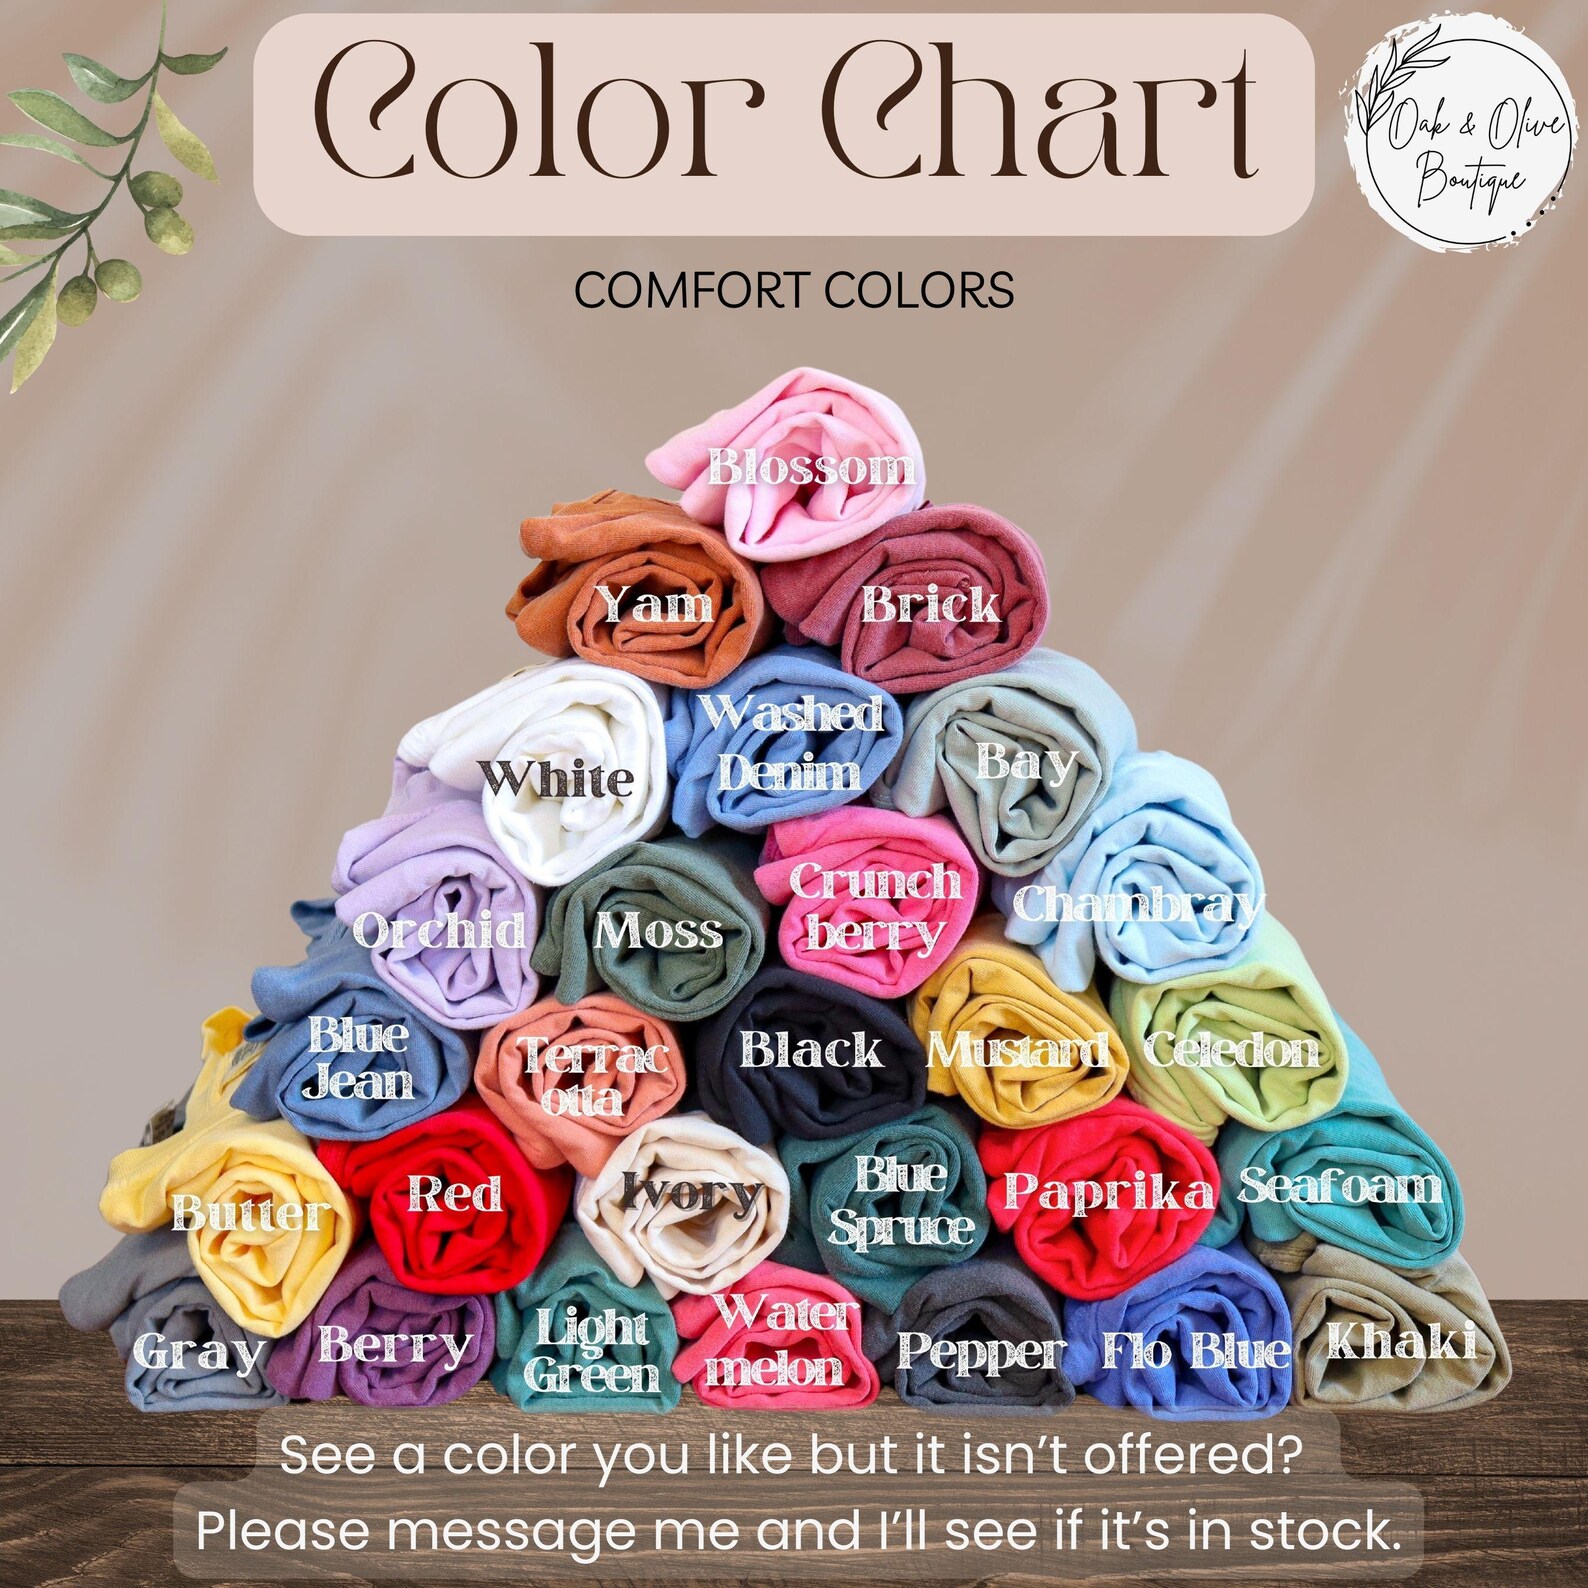 Color Chart
Oak & Olive
Boutique
COMFORT COLORS
Blossom
Yam
Brick
White
Washed
Denim
Bay
Orchid
Moss
Crunch
berry
Chambray
Blue
Jean
Terrac
otta
Black
Mustard
Celedon
Butter
Red
Ivory
Blue
Spruce
Paprika
Seafoam
Gray
Berry
Light
Green
Water
melon
Pepper
Flo Blue
Khaki
See a color you like but it isn't offered?
Please message me and I'll see if it's in stock.